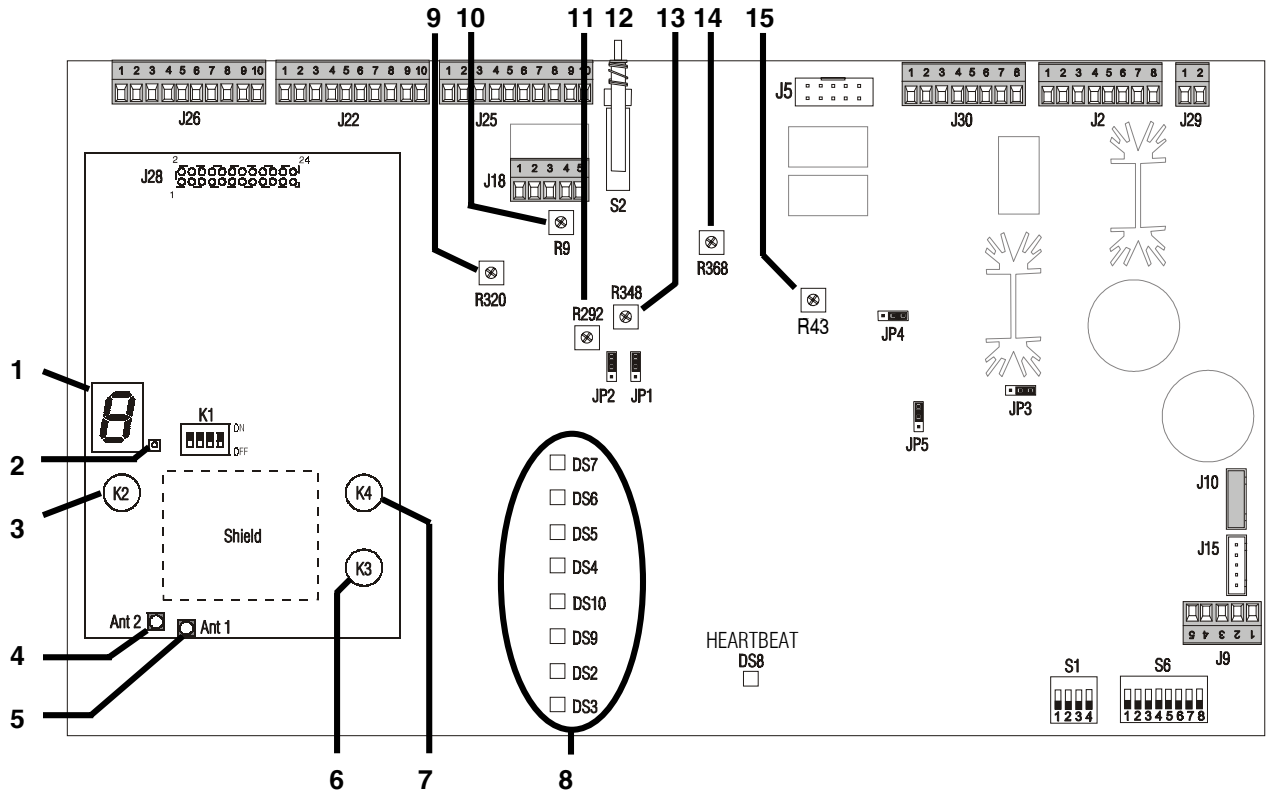 9 10 11 12 13 14 15
1 2 3 4 5 6 7 8 9 10
1 2 3 4 5 6 7 8 9 10
1 2 3 4 5 6 7 8 9 10
1 2 3 4 5 6 7 8
1 2 3 4 5 6 7 8
1 2
J26
J22
J25
J5
J30
J2
J29
2 24
J28
1
J18
1 2 3 4 5
S2
R9
R368
R320
R348
R292
R43
JP4
JP2
JP1
JP3
JP5
1
K1
ON
OFF
2
3
K2
K4
Shield
K3
DS7
DS6
DS5
DS4
DS10
DS9
DS2
DS3
J10
J15
Ant 2
Ant 1
4
5
HEARTBEAT
DS8
5 4 3 2 1
J9
S1
1 2 3 4
S6
1 2 3 4 5 6 7 8
6
7
8